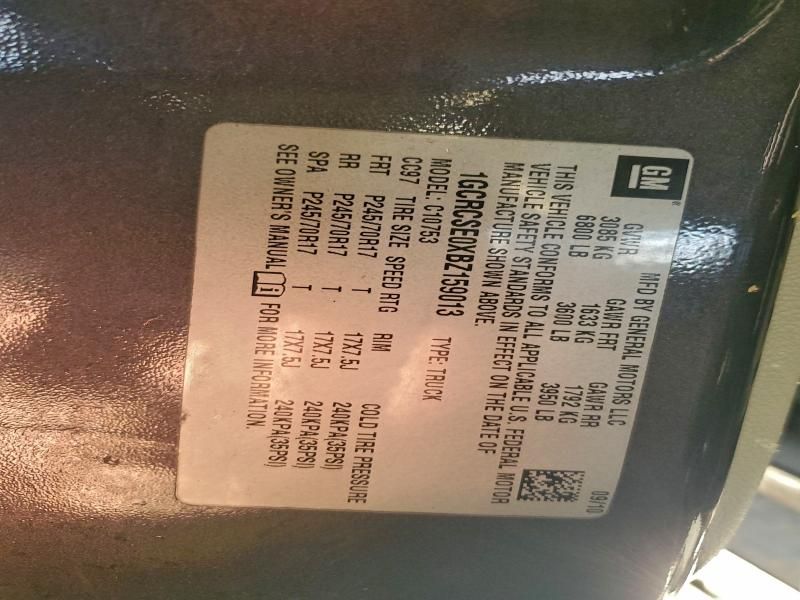 GM®
MFD BY GENERAL MOTORS LLC 09/10
GVWR GAWR FRT GAWR RR
3085 KG 1633 KG 1792 KG
6800 LB 3600 LB 3950 LB
THIS VEHICLE CONFORMS TO ALL APPLICABLE U.S. FEDERAL MOTOR
VEHICLE SAFETY STANDARDS IN EFFECT ON THE DATE OF
MANUFACTURE SHOWN ABOVE.
1GCRCSE0XBZ159013 TYPE: TRUCK
MODEL: C10753
CC97 TIRE SIZE SPEED RTG RIM COLD TIRE PRESSURE
FRT P245/70R17 T 17X7.5J 240KPA(35PSI)
RR P245/70R17 T 17X7.5J 240KPA(35PSI)
SPA P245/70R17 T 17X7.5J 240KPA(35PSI)
SEE OWNER'S MANUAL FOR MORE INFORMATION.